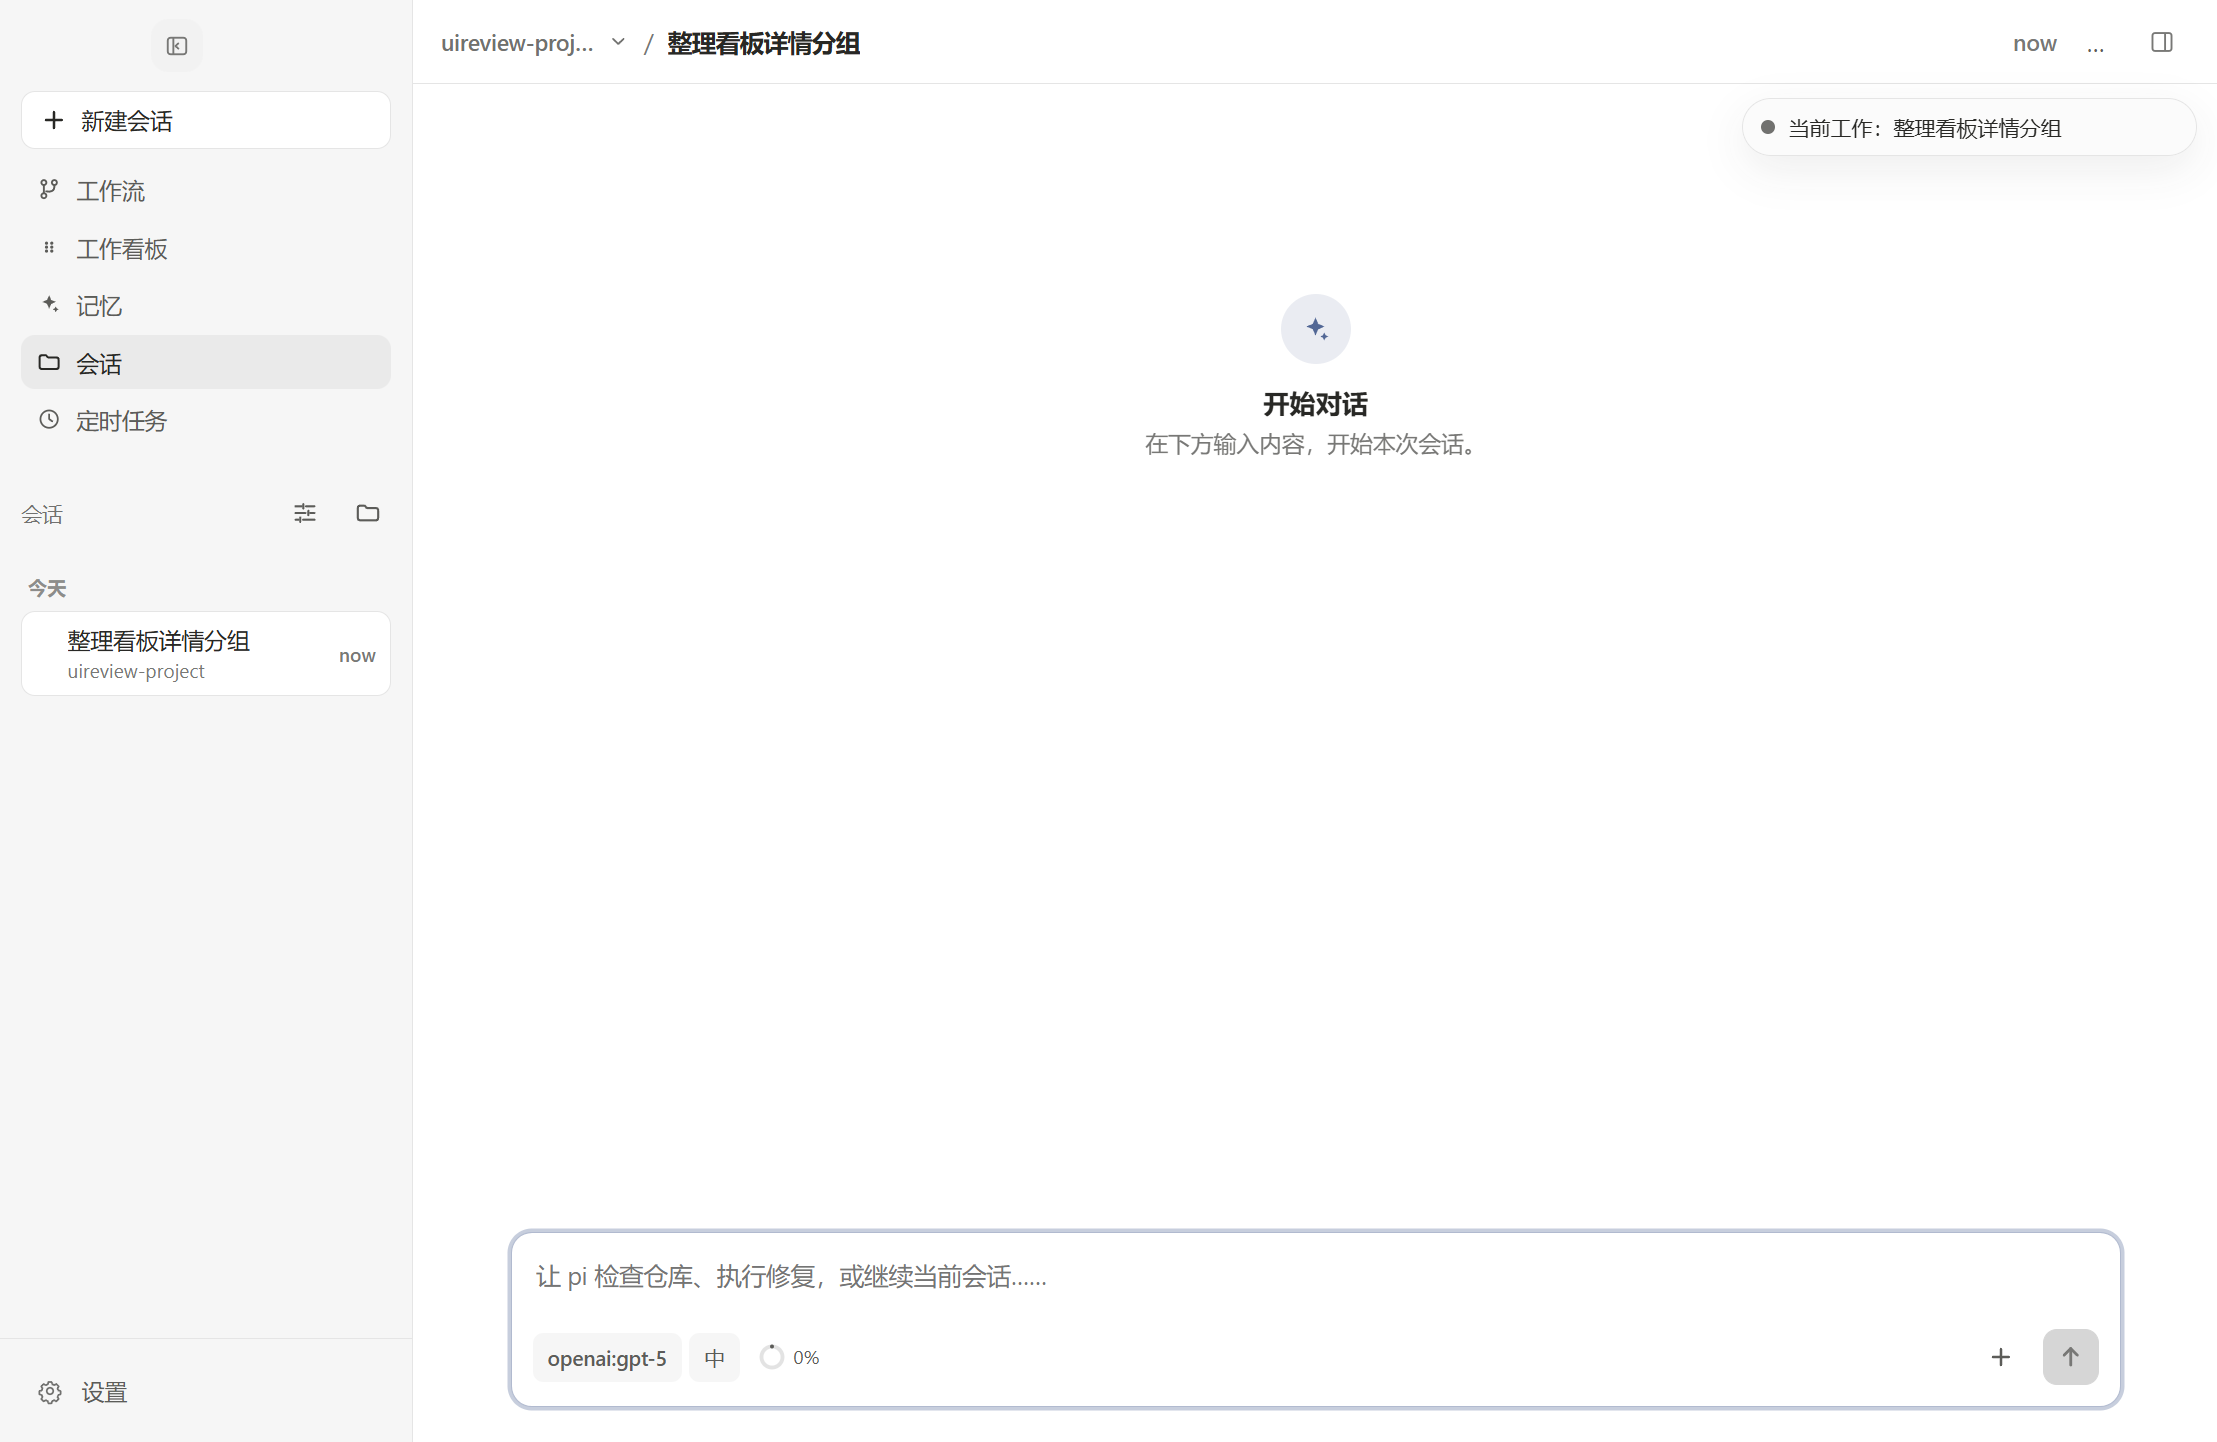 新建会话
工作流
工作看板
记忆
会话
定时任务
会话
今天
整理看板详情分组
uireview-project
now
设置
uireview-proj... / 整理看板详情分组
now ...
当前工作：整理看板详情分组
开始对话
在下方输入内容，开始本次会话。
让 pi 检查仓库、执行修复，或继续当前会话......
openai:gpt-5 中 0%